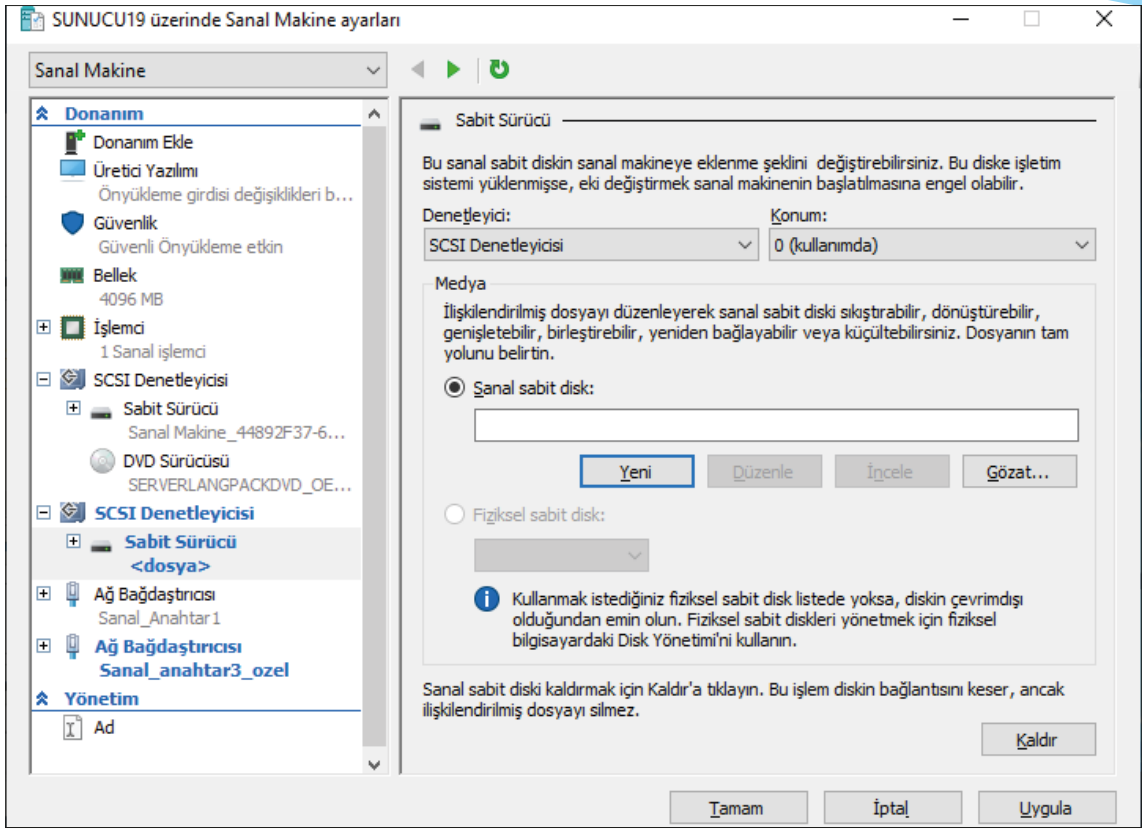 SUNUCU19 üzerinde Sanal Makine ayarları
Sanal Makine
Donanım
Donanım Ekle
Üretici Yazılımı
Önyükleme girdisi değişiklikleri b...
Güvenlik
Güvenli Önyükleme etkin
Bellek
4096 MB
İşlemci
1 Sanal işlemci
SCSI Denetleyicisi
Sabit Sürücü
Sanal Makine_44892F37-6...
DVD Sürücüsü
SERVERLANGPACKDVD_OE...
SCSI Denetleyicisi
Sabit Sürücü
<dosya>
Ağ Bağdaştırıcısı
Sanal_Anahtar1
Ağ Bağdaştırıcısı
Sanal_anahtar3_ozel
Yönetim
Ad
Sabit Sürücü
Bu sanal sabit diskin sanal makineye eklenme şeklini değiştirebilirsiniz. Bu diske işletim
sistemi yüklenmişse, eki değiştirmek sanal makinenin başlatılmasına engel olabilir.
Denetleyici:
Konum:
SCSI Denetleyicisi
0 (kullanımda)
Medya
İlişkilendirilmiş dosyayı düzenleyerek sanal sabit diski sıkıştırabilir, dönüştürebilir,
genişletebilir, birleştirebilir, yeniden bağlayabilir veya küçültebilirsiniz. Dosyanın tam
yolunu belirtin.
Sanal sabit disk:
Yeni
Düzenle
İncele
Gözat...
Fiziksel sabit disk:
Kullanmak istediğiniz fiziksel sabit disk listede yoksa, diskin çevrimdışı
olduğundan emin olun. Fiziksel sabit diskleri yönetmek için fiziksel
bilgisayardaki Disk Yönetimi'ni kullanın.
Sanal sabit diski kaldırmak için Kaldır'a tıklayın. Bu işlem diskin bağlantısını keser, ancak
ilişkilendirilmiş dosyayı silmez.
Kaldır
Tamam
İptal
Uygula